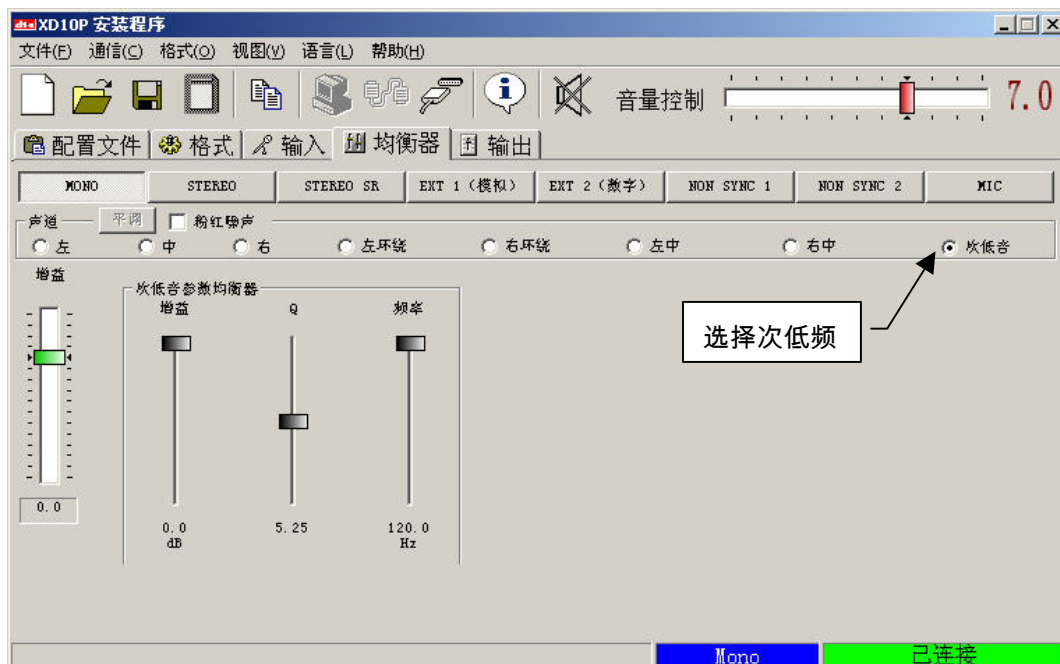 dts XD10P 安装程序
文件(F) 通信(C) 格式(O) 视图(V) 语言(L) 帮助(H)
音量控制 7.0
配置文件 格式 输入 均衡器 输出
MONO STEREO STEREO SR EXT 1 (模拟) EXT 2 (数字) NON SYNC 1 NON SYNC 2 MIC
声道 平调 粉红噪声
左 中 右 左环绕 右环绕 左中 右中 次低音
增益
次低音参数均衡器
增益 Q 频率
选择次低频
0.0
0.0 5.25 120.0
dB Hz
Mono 已连接